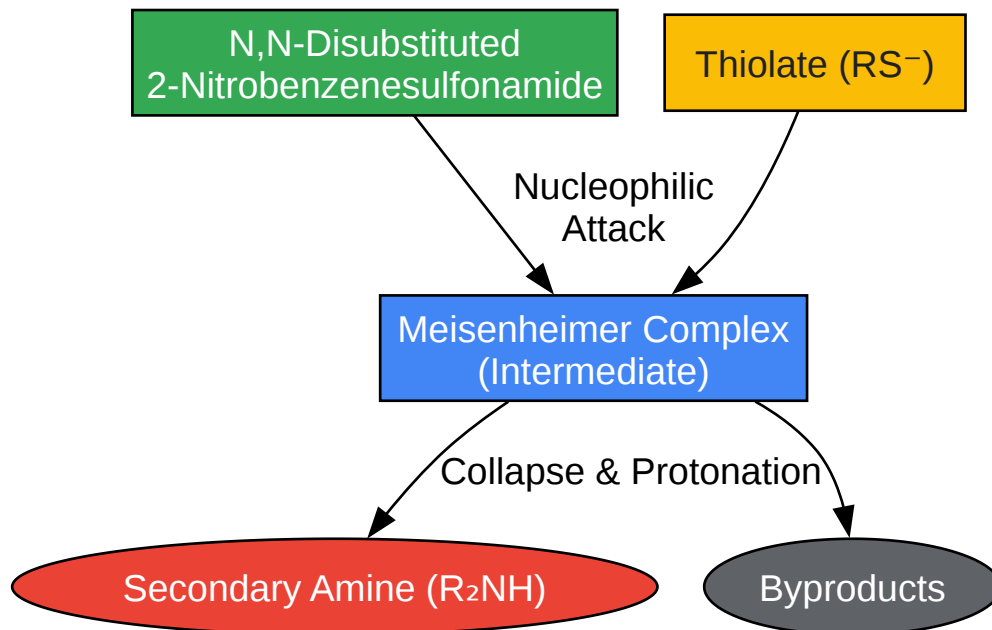 N,N-Disubstituted
2-Nitrobenzenesulfonamide
Thiolate (RS⁻)
Nucleophilic
Attack
Meisenheimer Complex
(Intermediate)
Collapse & Protonation
Secondary Amine (R₂NH)
Byproducts